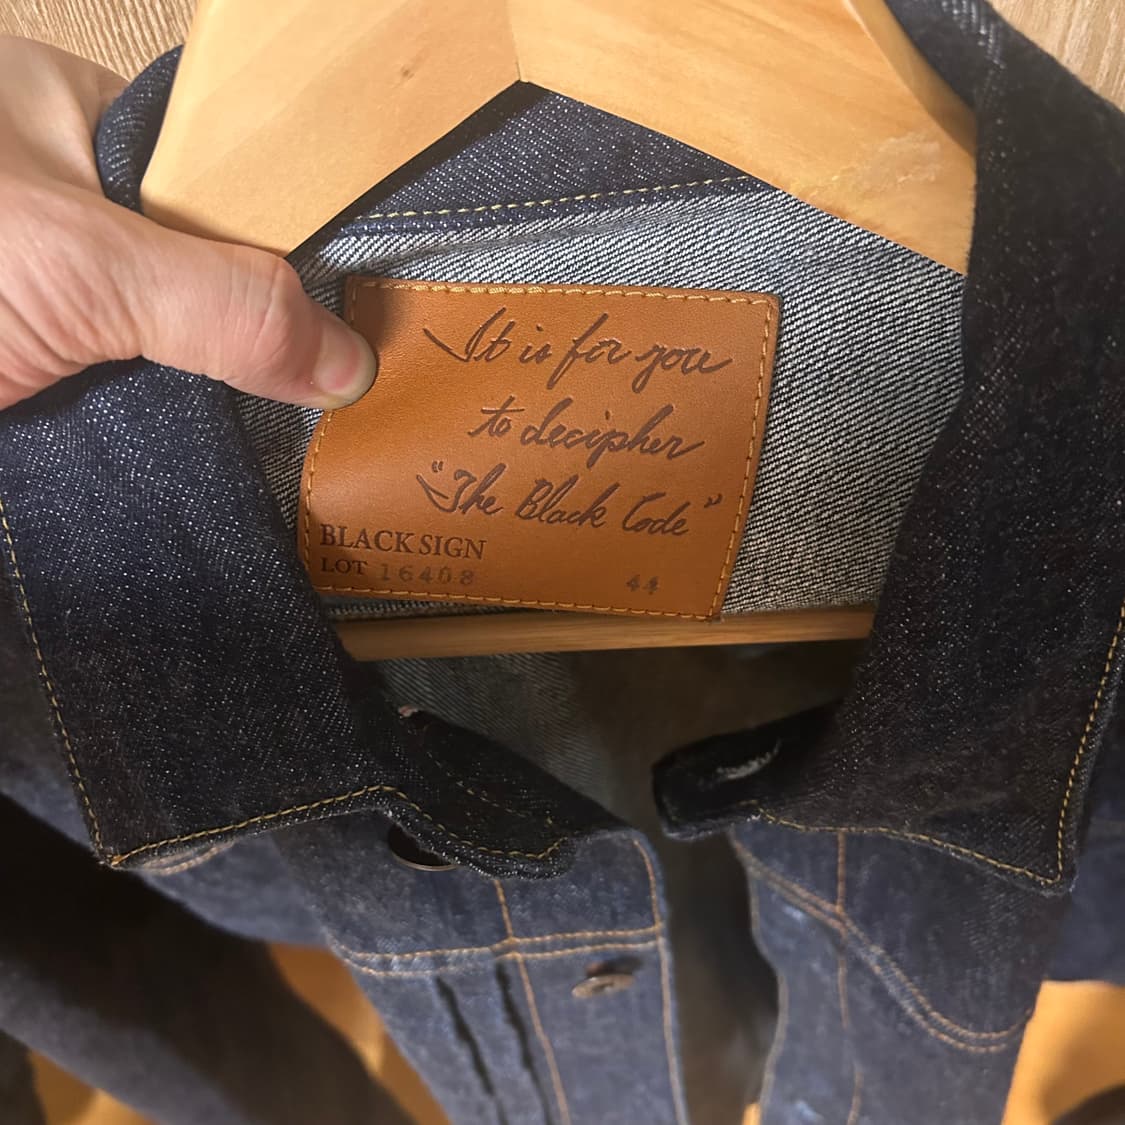 It is for you
to decipher
"The Black Code"
BLACK SIGN
LOT 16408 44